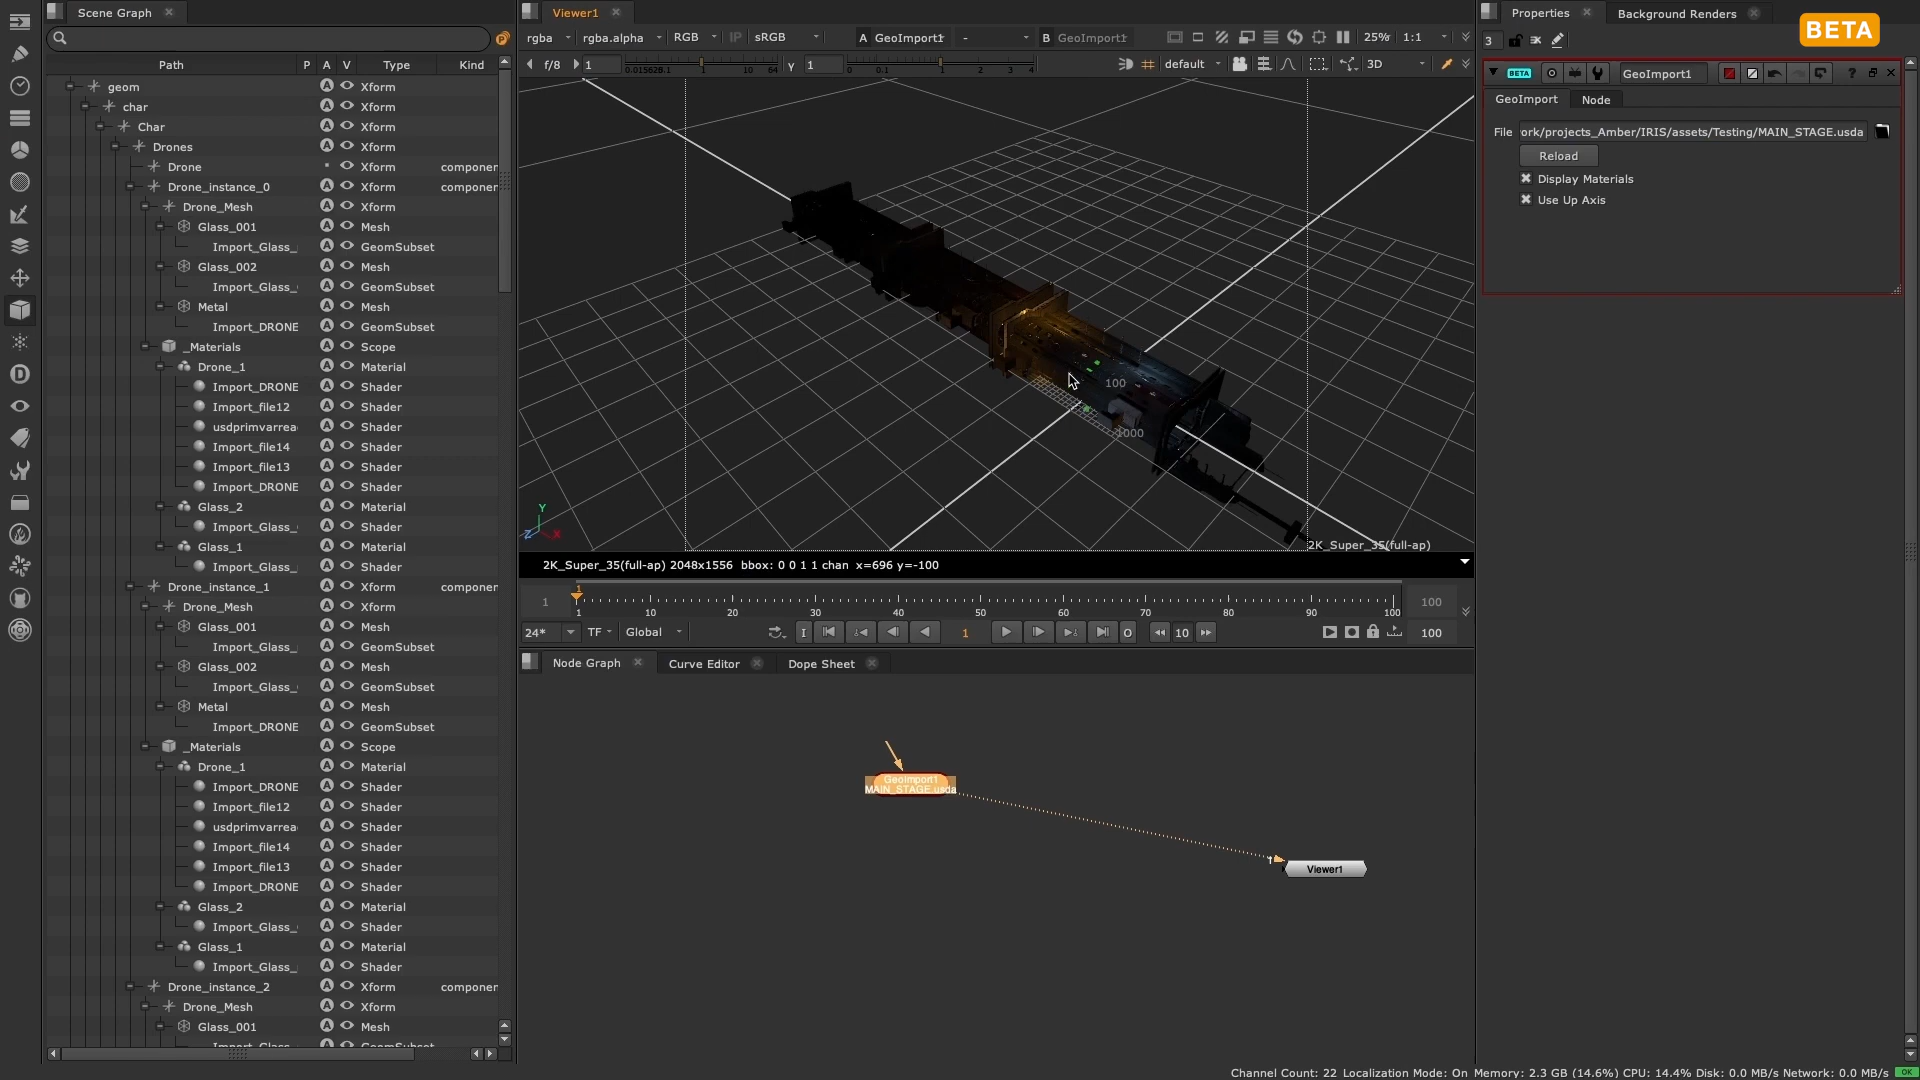 Scene Graph
Path P A V Type Kind
geom Xform
char Xform
Char Xform
Drones Xform
Drone Xform componer
Drone_instance_0 Xform componer
Drone_Mesh Xform
Glass_001 Mesh
Import_Glass_ GeomSubset
Glass_002 Mesh
Import_Glass_ GeomSubset
Metal Mesh
Import_DRONE GeomSubset
_Materials Scope
Drone_1 Material
Import_DRONE Shader
Import_file12 Shader
usdprimvarrea Shader
Import_file14 Shader
Import_file13 Shader
Import_DRONE Shader
Glass_2 Material
Import_Glass_ Shader
Glass_1 Material
Import_Glass_ Shader
Drone_instance_1 Xform componer
Drone_Mesh Xform
Glass_001 Mesh
Import_Glass_ GeomSubset
Glass_002 Mesh
Import_Glass_ GeomSubset
Metal Mesh
Import_DRONE GeomSubset
_Materials Scope
Drone_1 Material
Import_DRONE Shader
Import_file12 Shader
usdprimvarrea Shader
Import_file14 Shader
Import_file13 Shader
Import_DRONE Shader
Glass_2 Material
Import_Glass_ Shader
Glass_1 Material
Import_Glass_ Shader
Drone_instance_2 Xform componer
Drone_Mesh Xform
Glass_001 Mesh
Import_Glass_ GeomSubset
Viewer1
rgba rgba.alpha RGB IP sRGB A GeoImport1 - B GeoImport1 25% 1:1
f/8 1 γ 1 default 3D
100
1000
Y
Z X
2K_Super_35(full-ap)
2K_Super_35(full-ap) 2048x1556 bbox: 0 0 1 1 chan x=696 y=-100
1 1 10 20 30 40 50 60 70 80 90 100 100
24* TF Global I 1 O 10 100
Node Graph Curve Editor Dope Sheet
GeoImport1
MAIN_STAGE.usda
1
Viewer1
Properties Background Renders
3
BETA
BETA GeoImport1 ?
GeoImport Node
File ork/projects_Amber/IRIS/assets/Testing/MAIN_STAGE.usda
Reload
Display Materials
Use Up Axis
Channel Count: 22 Localization Mode: On Memory: 2.3 GB (14.6%) CPU: 14.4% Disk: 0.0 MB/s Network: 0.0 MB/s OK